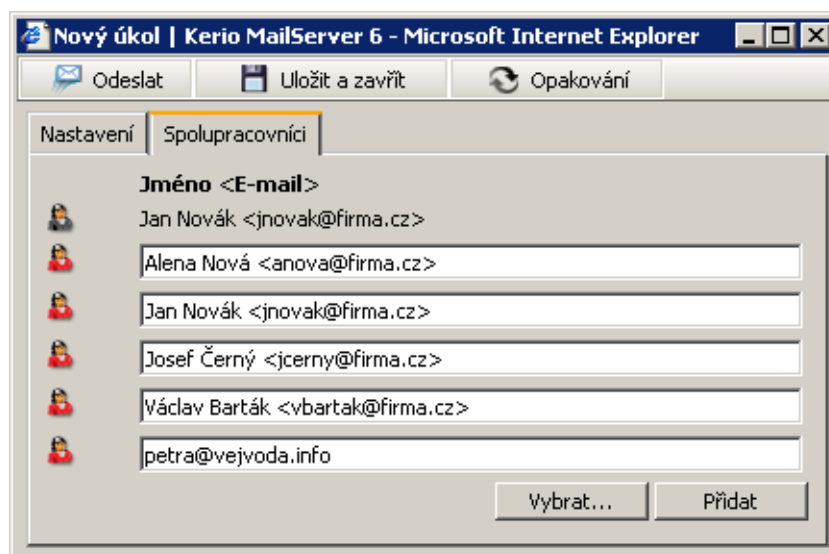 Nový úkol | Kerio MailServer 6 - Microsoft Internet Explorer
Odeslat Uložit a zavřít Opakování
Nastavení Spolupracovníci
Jméno <E-mail>
Jan Novák <jnovak@firma.cz>
Alena Nová <anova@firma.cz>
Jan Novák <jnovak@firma.cz>
Josef Černý <jcerny@firma.cz>
Václav Barták <vbartak@firma.cz>
petra@vejvoda.info
Vybrat... Přidat